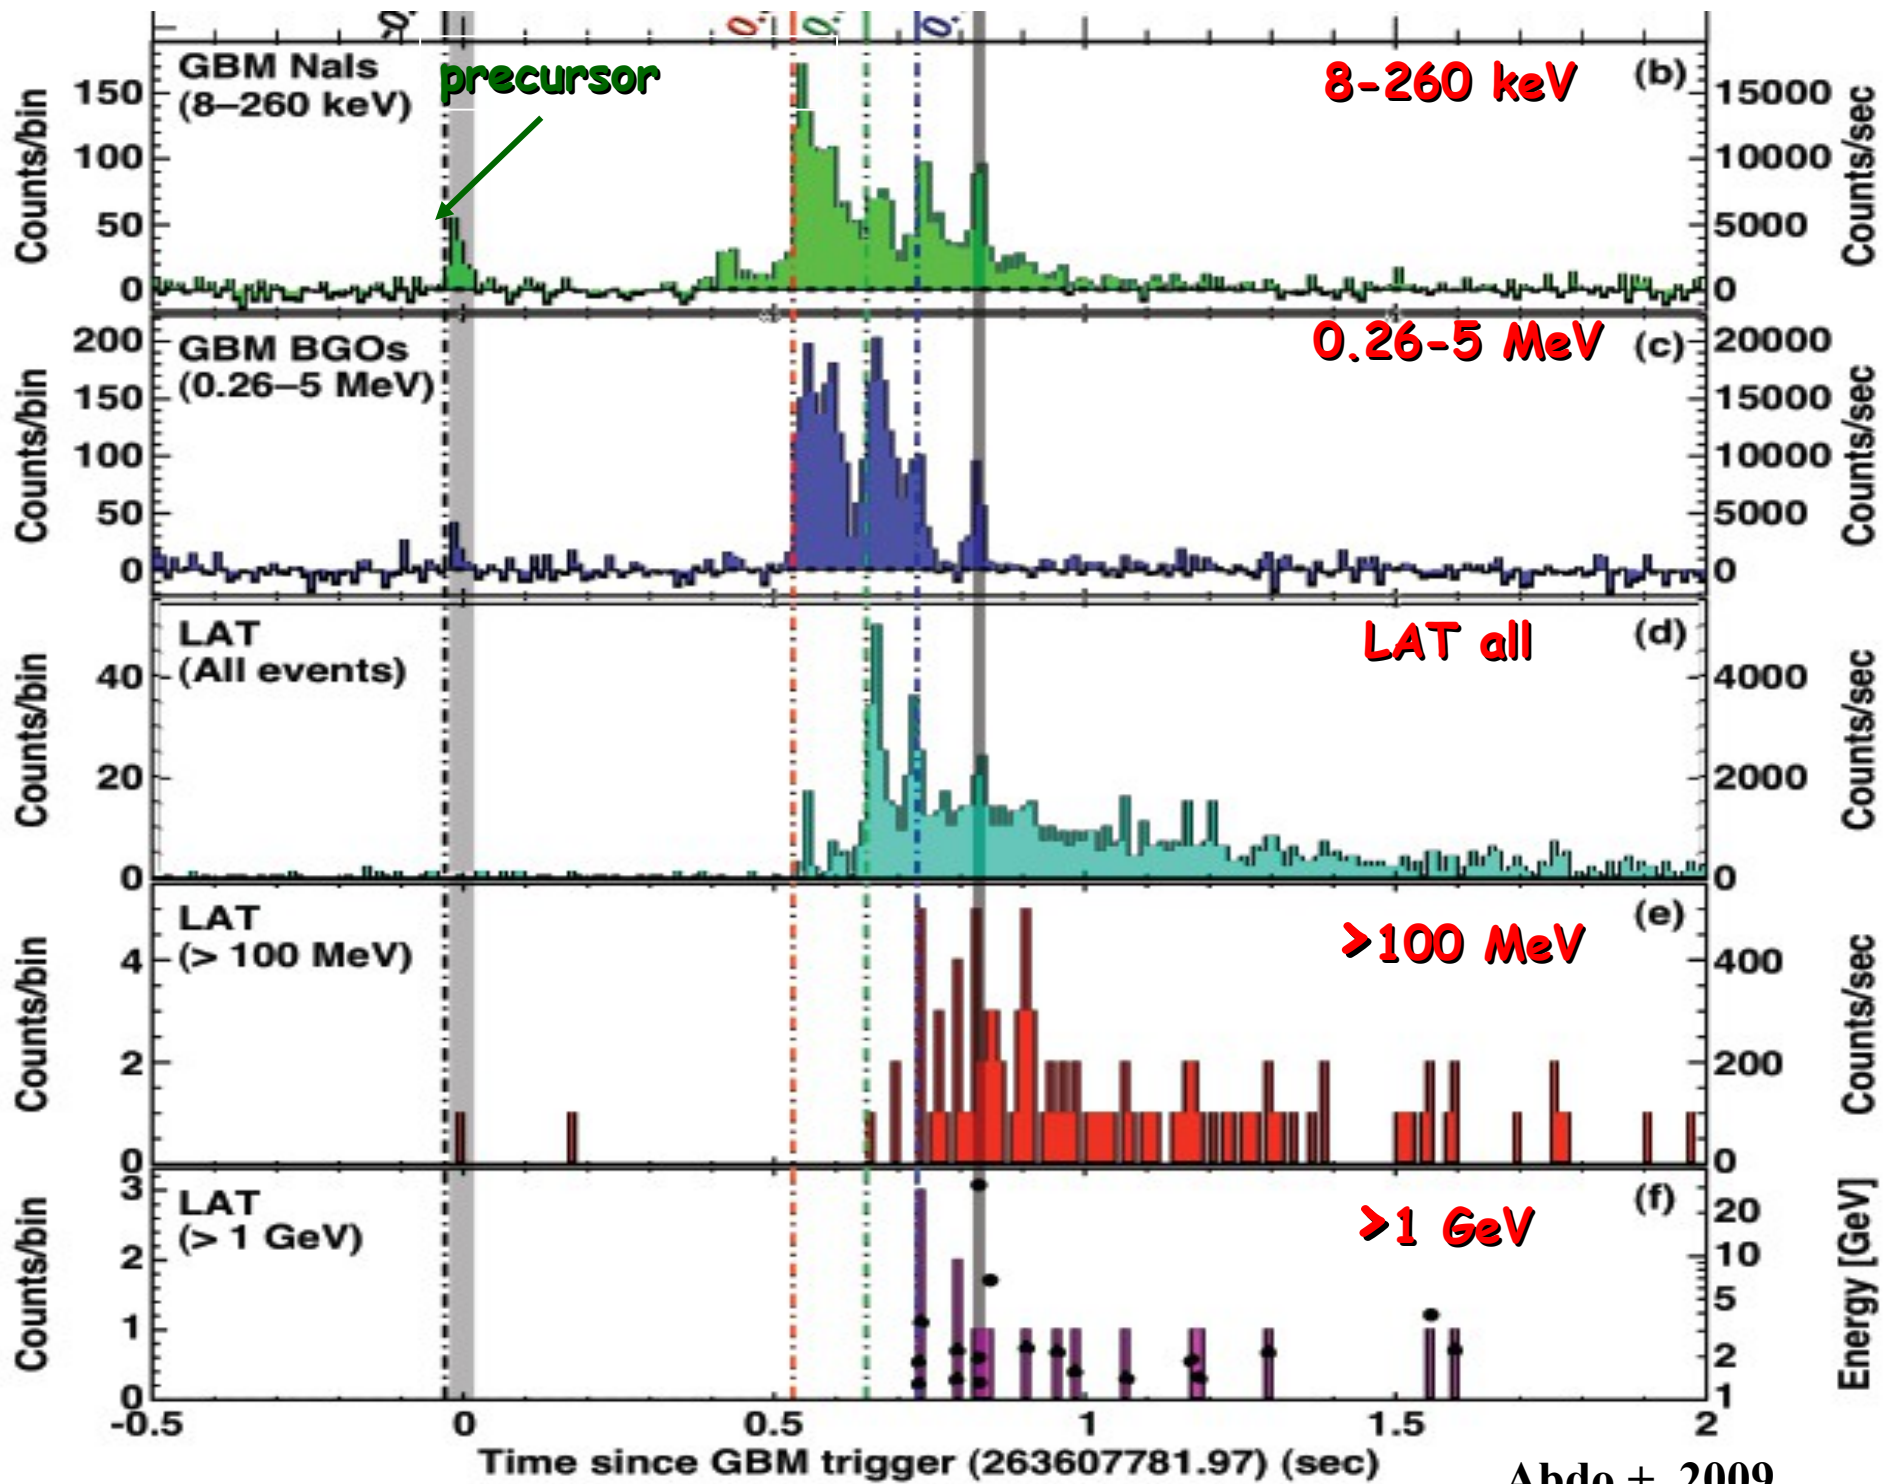 0. 0. 0. 0.
GBM NaIs
(8–260 keV)
precursor
8-260 keV
(b)
150
100
50
0
Counts/bin
15000
10000
5000
0
Counts/sec
GBM BGOs
(0.26–5 MeV)
0.26-5 MeV
(c)
200
150
100
50
0
Counts/bin
20000
15000
10000
5000
0
Counts/sec
LAT
(All events)
LAT all
(d)
40
20
0
Counts/bin
4000
2000
0
Counts/sec
LAT
(> 100 MeV)
>100 MeV
(e)
4
2
0
Counts/bin
400
200
0
Counts/sec
LAT
(> 1 GeV)
>1 GeV
(f)
3
2
1
0
Counts/bin
20
10
5
2
1
Energy [GeV]
-0.5 0 0.5 1 1.5 2
Time since GBM trigger (263607781.97) (sec)
Abdo +, 2009